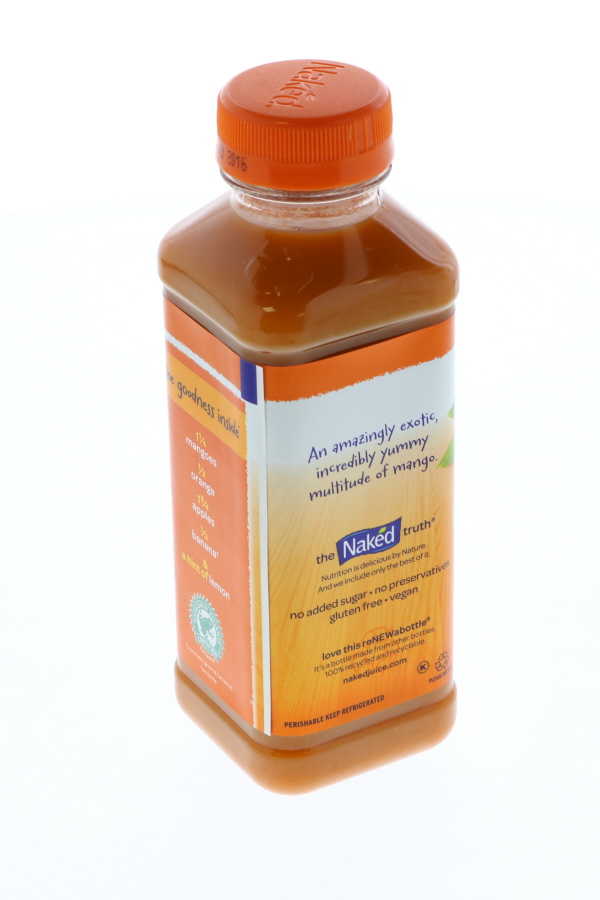 Naked
2016
goodness inside
1¼
mangoes
½
orange
1¾
apples
⅓
banana†
&
a hint of lemon
An amazingly exotic,
incredibly yummy
multitude of mango.
the Naked truth®
Nutrition is delicious by Nature.
And we include only the best of it.
no added sugar • no preservatives
gluten free • vegan
love this reNEWabottle®
It's a bottle made from other bottles.
100% recycled and recyclable.
nakedjuice.com
K
PLEASE
PERISHABLE KEEP REFRIGERATED